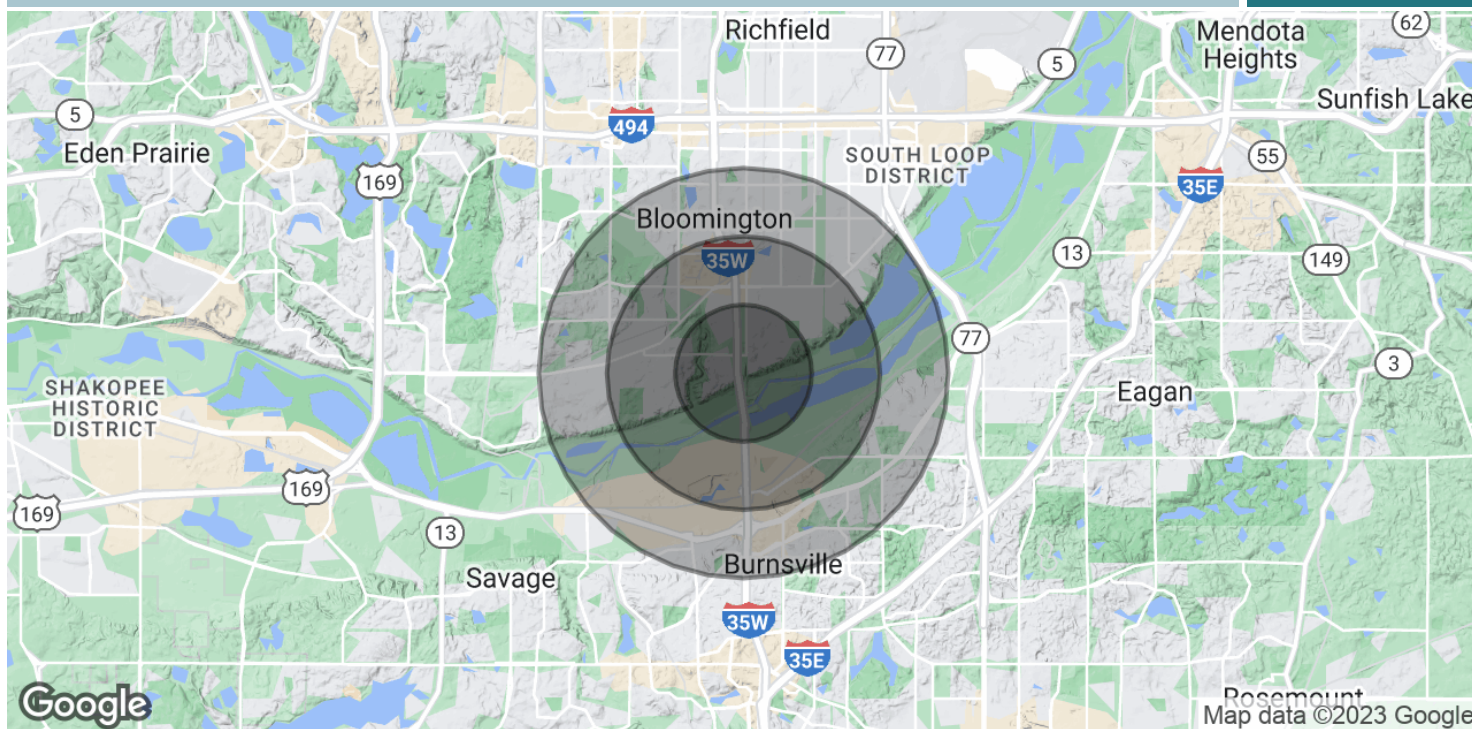 Richfield
Mendota
Heights
62
77
5
Sunfish Lake
5
494
Eden Prairie
SOUTH LOOP
DISTRICT
55
169
35E
Bloomington
13
149
35W
77
3
SHAKOPEE
HISTORIC
DISTRICT
Eagan
169
169
13
Burnsville
Savage
35W
35E
Rosemount
Google
Map data ©2023 Google